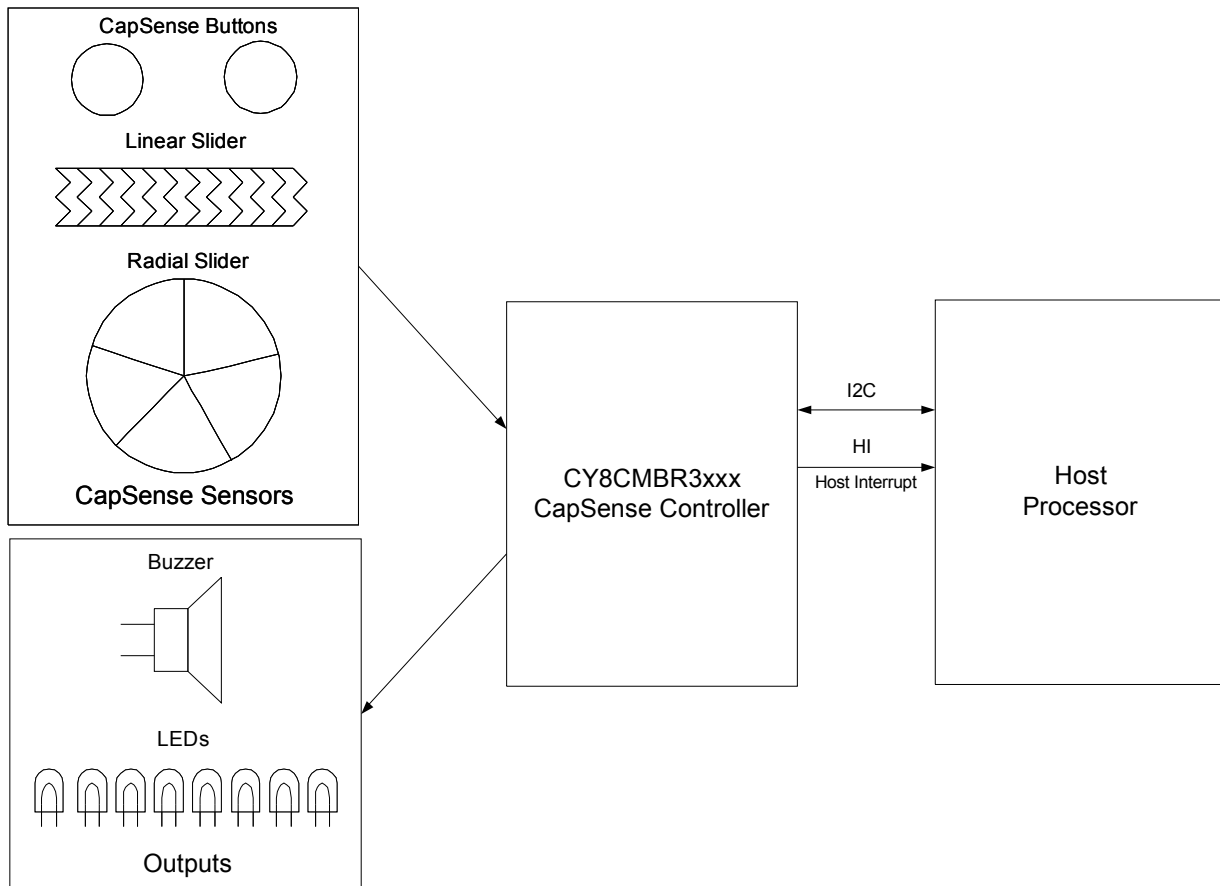 CapSense Buttons
Linear Slider
Radial Slider
CapSense Sensors
Buzzer
LEDs
Outputs
CY8CMBR3xxx
CapSense Controller
I2C
HI
Host Interrupt
Host
Processor